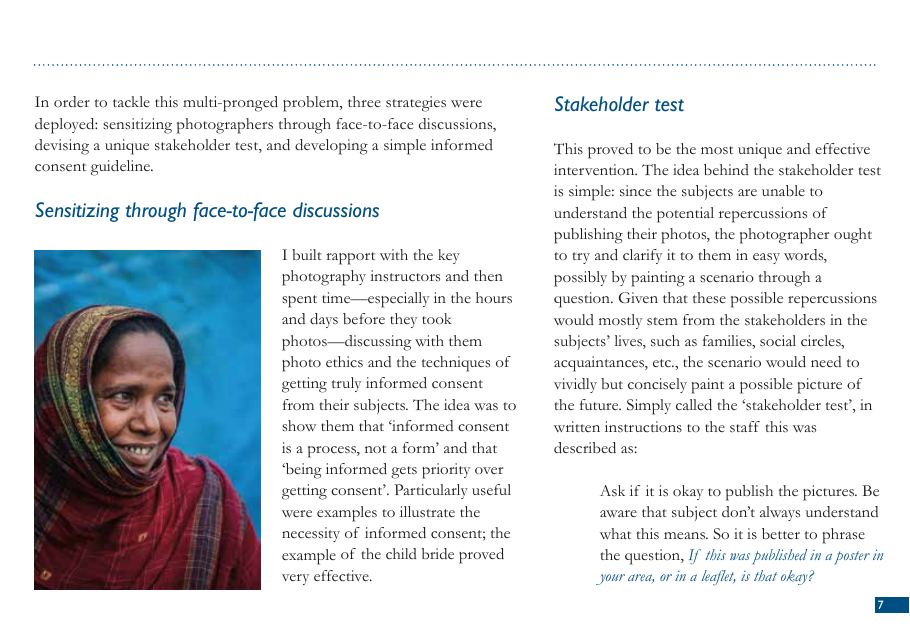 In order to tackle this multi-pronged problem, three strategies were
deployed: sensitizing photographers through face-to-face discussions,
devising a unique stakeholder test, and developing a simple informed
consent guideline.
Sensitizing through face-to-face discussions
I built rapport with the key
photography instructors and then
spent time—especially in the hours
and days before they took
photos—discussing with them
photo ethics and the techniques of
getting truly informed consent
from their subjects. The idea was to
show them that ‘informed consent
is a process, not a form’ and that
‘being informed gets priority over
getting consent’. Particularly useful
were examples to illustrate the
necessity of informed consent; the
example of the child bride proved
very effective.
Stakeholder test
This proved to be the most unique and effective
intervention. The idea behind the stakeholder test
is simple: since the subjects are unable to
understand the potential repercussions of
publishing their photos, the photographer ought
to try and clarify it to them in easy words,
possibly by painting a scenario through a
question. Given that these possible repercussions
would mostly stem from the stakeholders in the
subjects’ lives, such as families, social circles,
acquaintances, etc., the scenario would need to
vividly but concisely paint a possible picture of
the future. Simply called the ‘stakeholder test’, in
written instructions to the staff this was
described as:
Ask if it is okay to publish the pictures. Be
aware that subject don’t always understand
what this means. So it is better to phrase
the question, If this was published in a poster in
your area, or in a leaflet, is that okay?
7